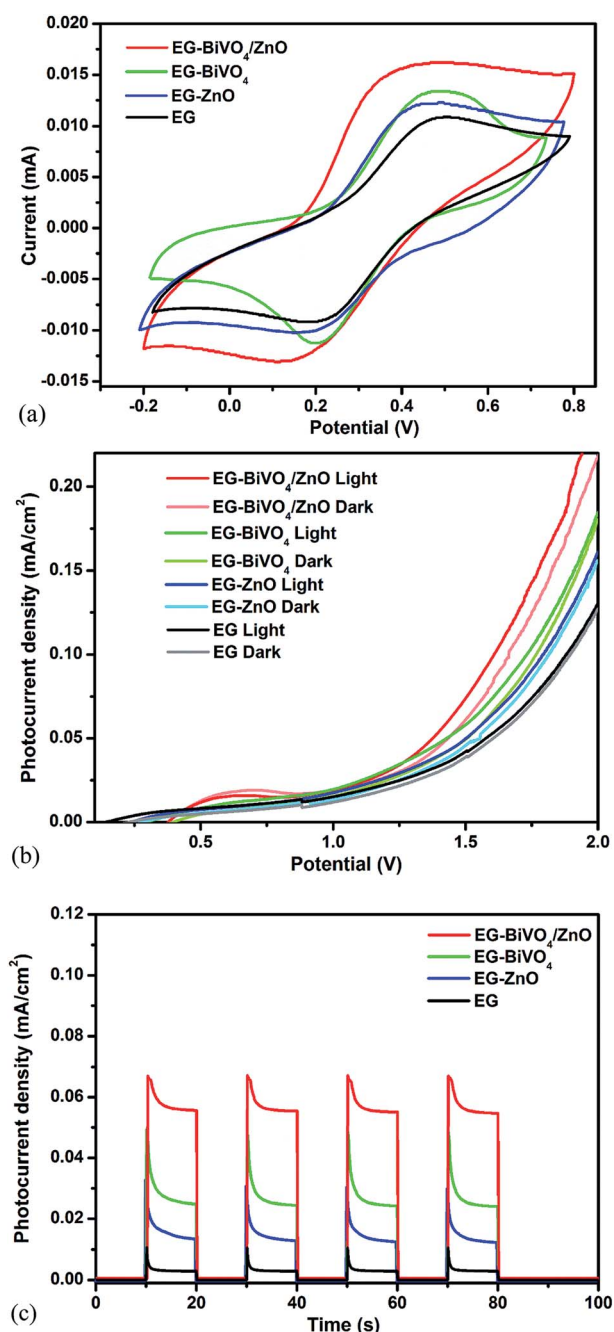 0.020
0.015
0.010
0.005
0.000
-0.005
-0.010
-0.015
Current (mA)
EG-BiVO₄/ZnO
EG-BiVO₄
EG-ZnO
EG
-0.2 0.0 0.2 0.4 0.6 0.8
Potential (V)
(a)
0.20
0.15
0.10
0.05
0.00
Photocurrent density (mA/cm²)
EG-BiVO₄/ZnO Light
EG-BiVO₄/ZnO Dark
EG-BiVO₄ Light
EG-BiVO₄ Dark
EG-ZnO Light
EG-ZnO Dark
EG Light
EG Dark
0.5 1.0 1.5 2.0
Potential (V)
(b)
0.12
0.10
0.08
0.06
0.04
0.02
0.00
Photocurrent density (mA/cm²)
EG-BiVO₄/ZnO
EG-BiVO₄
EG-ZnO
EG
0 20 40 60 80 100
Time (s)
(c)